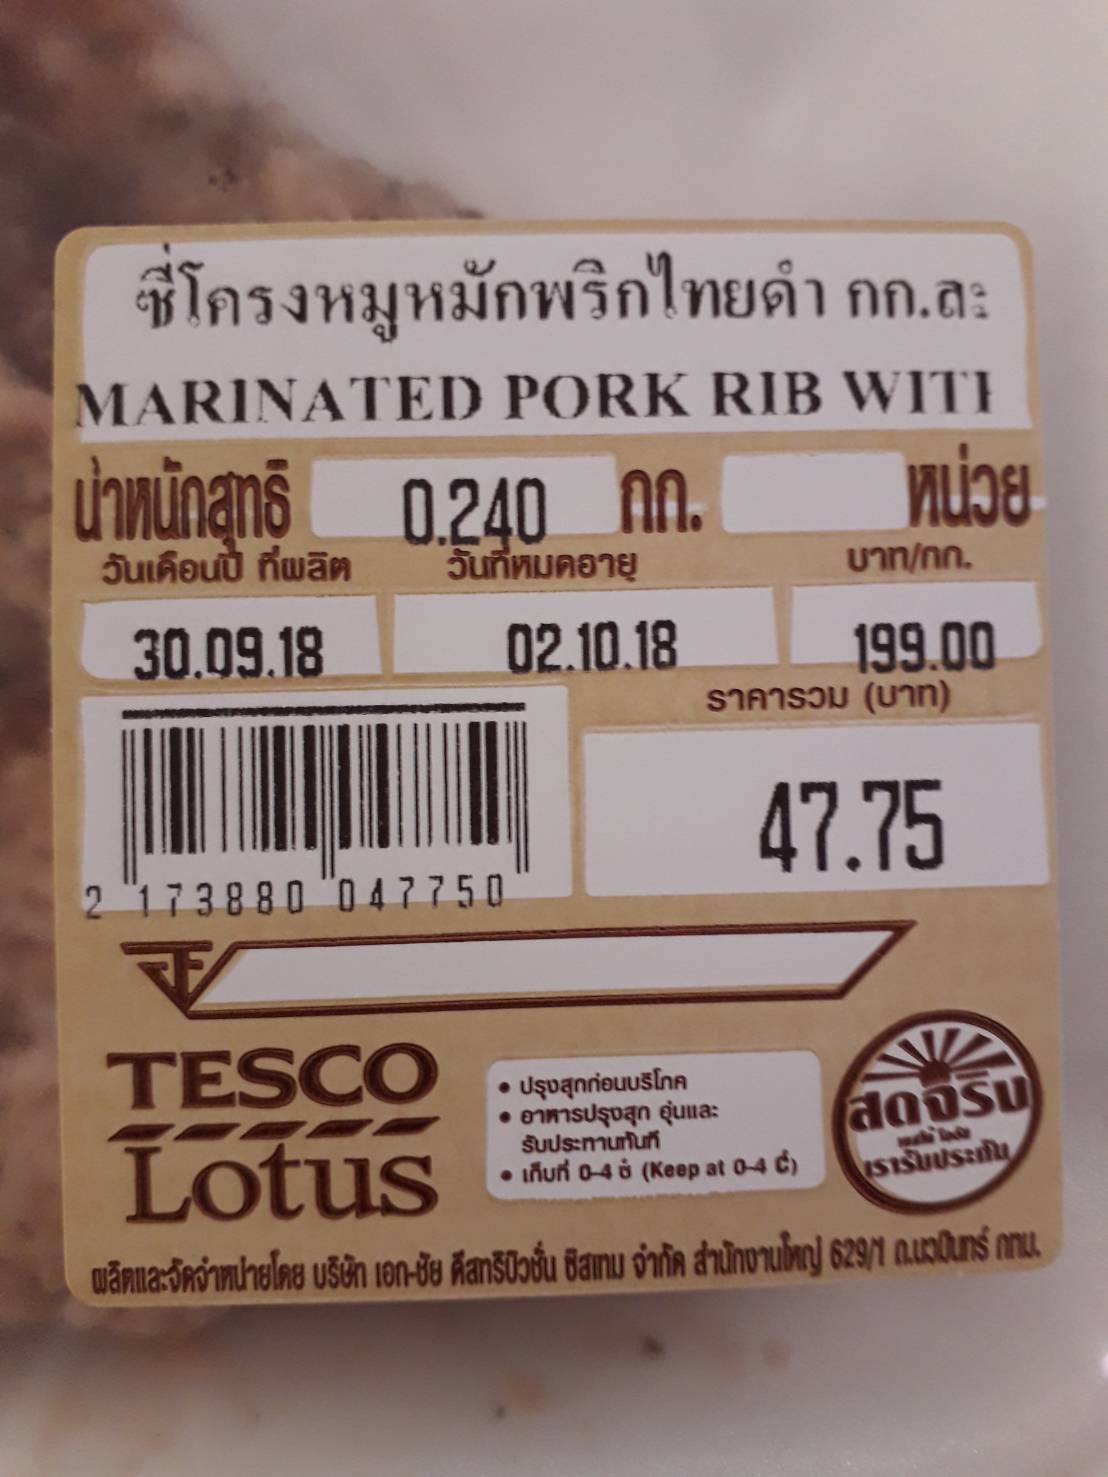 ซี่โครงหมูหมักพริกไทยดำ กก.ละ
MARINATED PORK RIB WITH
น้ำหนักสุทธิ 0.240 กก. หน่วย
วันเดือนปี ที่ผลิต วันที่หมดอายุ บาท/กก.
30.09.18 02.10.18 199.00
ราคารวม (บาท)
47.75
2 173880 047750
TESCO
Lotus
• ปรุงสุกก่อนบริโภค
• อาหารปรุงสุก อุ่นและ
รับประทานทันที
• เก็บที่ 0-4 ซํ (Keep at 0-4 C)
สดจริง
เทสโก้ โลตัส
เรารับประกัน
ผลิตและจัดจำหน่ายโดย บริษัท เอก-ชัย ดีสทริบิวชั่น ซิสเทม จำกัด สำนักงานใหญ่ 629/1 ถ.นวมินทร์ กทม.